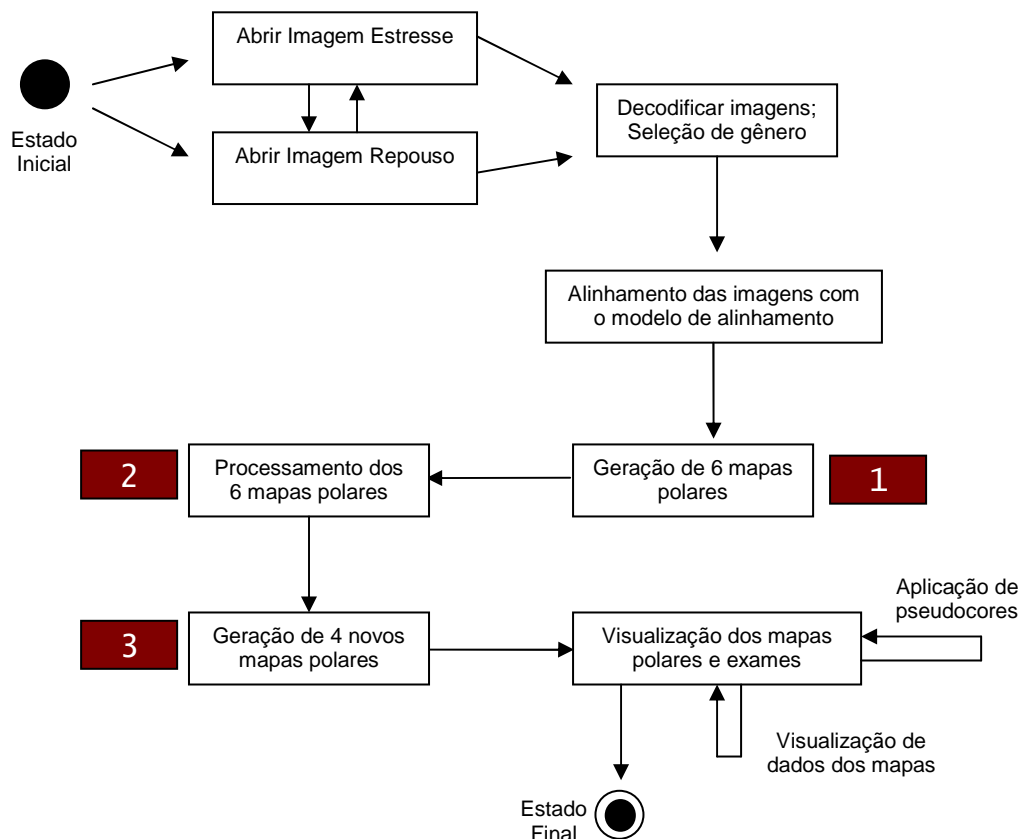 Abrir Imagem Estresse
Estado
Inicial
Abrir Imagem Repouso
Decodificar imagens;
Seleção de gênero
Alinhamento das imagens com
o modelo de alinhamento
2
Processamento dos
6 mapas polares
Geração de 6 mapas
polares
1
3
Geração de 4 novos
mapas polares
Visualização dos mapas
polares e exames
Aplicação de
pseudocores
Visualização de
dados dos mapas
Estado
Final